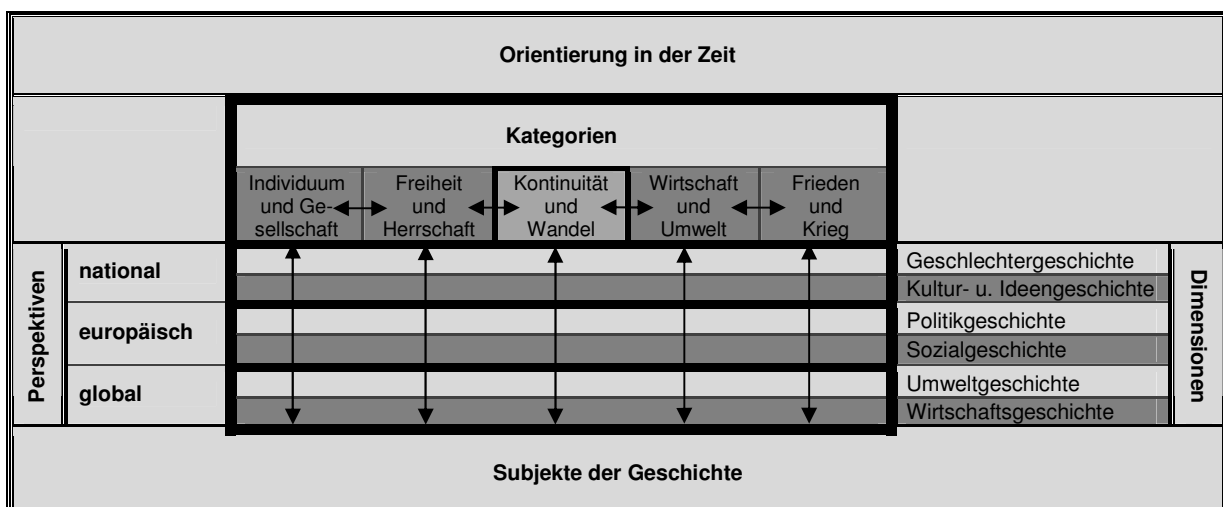 Orientierung in der Zeit
Kategorien
Individuum
und Ge-
sellschaft
Freiheit
und
Herrschaft
Kontinuität
und
Wandel
Wirtschaft
und
Umwelt
Frieden
und
Krieg
Perspektiven
national
europäisch
global
Geschlechtergeschichte
Kultur- u. Ideengeschichte
Politikgeschichte
Sozialgeschichte
Umweltgeschichte
Wirtschaftsgeschichte
Dimensionen
Subjekte der Geschichte